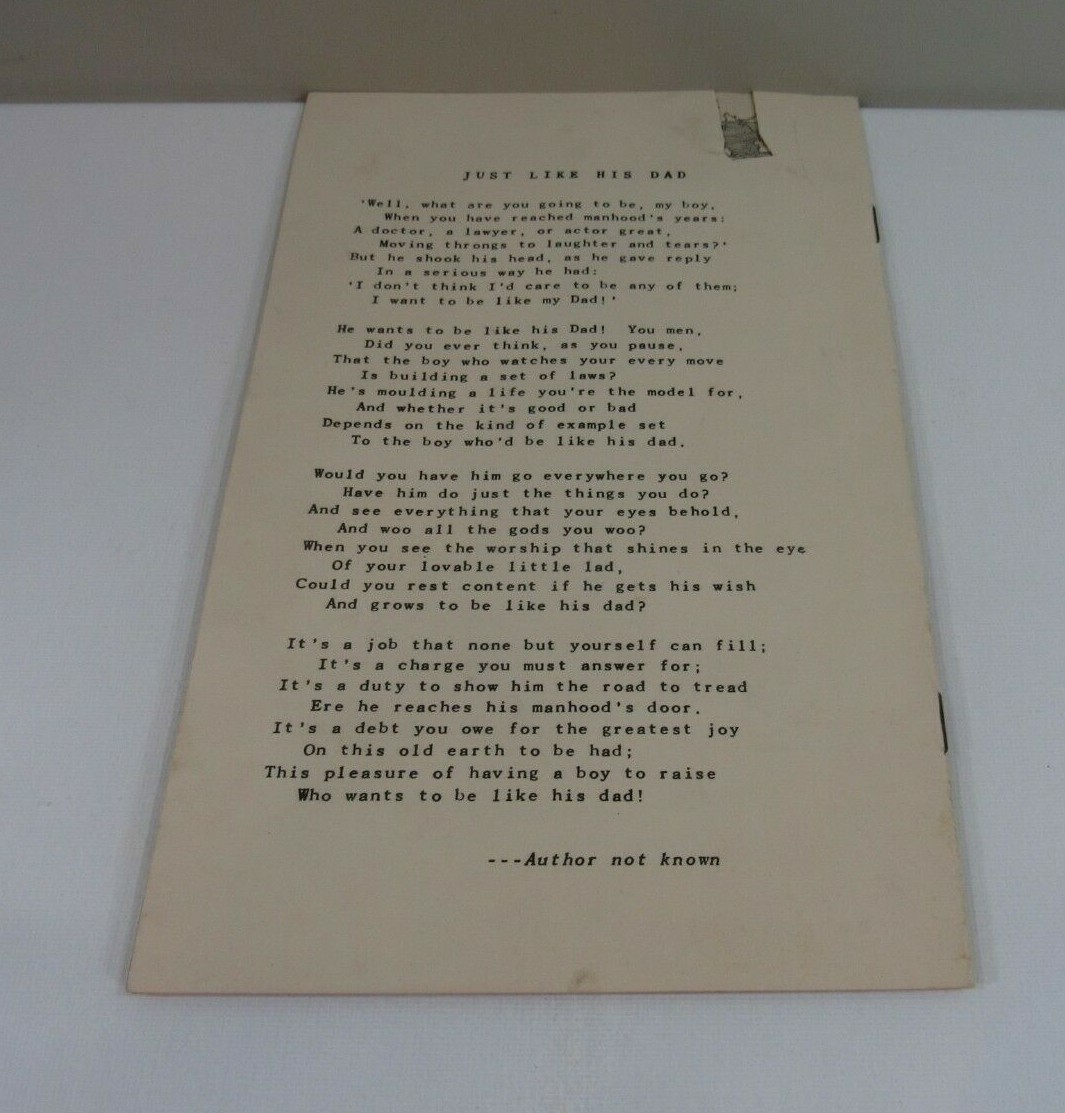 JUST LIKE HIS DAD
'Well, what are you going to be, my boy,
When you have reached manhood's years:
A doctor, a lawyer, or actor great,
Moving throngs to laughter and tears?'
But he shook his head, as he gave reply
In a serious way he had:
'I don't think I'd care to be any of them;
I want to be like my Dad!'
He wants to be like his Dad! You men,
Did you ever think, as you pause,
That the boy who watches your every move
Is building a set of laws?
He's moulding a life you're the model for,
And whether it's good or bad
Depends on the kind of example set
To the boy who'd be like his dad.
Would you have him go everywhere you go?
Have him do just the things you do?
And see everything that your eyes behold,
And woo all the gods you woo?
When you see the worship that shines in the eye
Of your lovable little lad,
Could you rest content if he gets his wish
And grows to be like his dad?
It's a job that none but yourself can fill;
It's a charge you must answer for;
It's a duty to show him the road to tread
Ere he reaches his manhood's door.
It's a debt you owe for the greatest joy
On this old earth to be had;
This pleasure of having a boy to raise
Who wants to be like his dad!
---Author not known